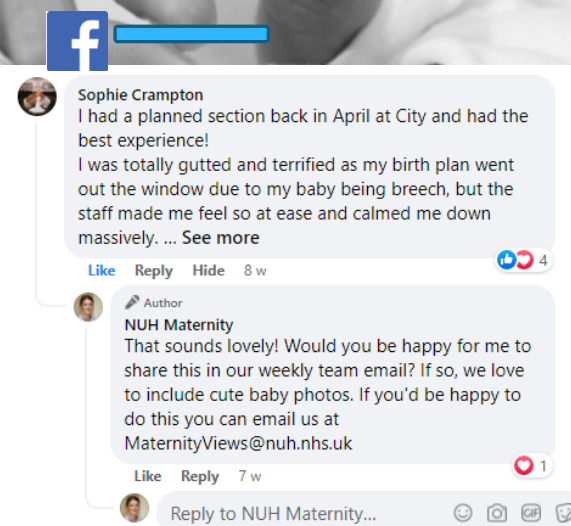 Sophie Crampton
I had a planned section back in April at City and had the
best experience!
I was totally gutted and terrified as my birth plan went
out the window due to my baby being breech, but the
staff made me feel so at ease and calmed me down
massively. ... See more
4
Like Reply Hide 8 w
Author
NUH Maternity
That sounds lovely! Would you be happy for me to
share this in our weekly team email? If so, we love
to include cute baby photos. If you'd be happy to
do this you can email us at
MaternityViews@nuh.nhs.uk
1
Like Reply 7 w
Reply to NUH Maternity...
GIF